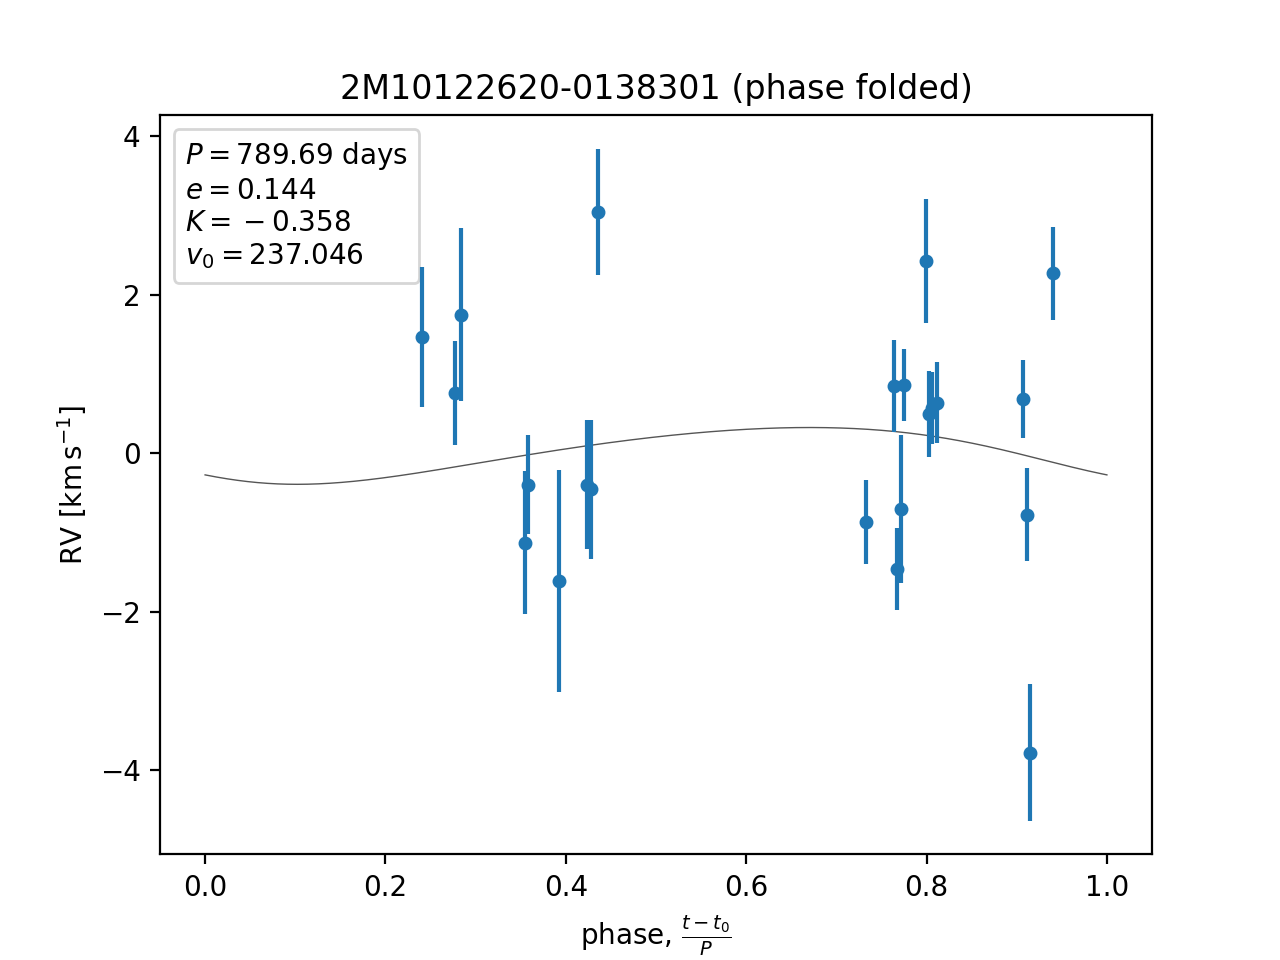 2M10122620-0138301 (phase folded)
P = 789.69 days
e = 0.144
K = −0.358
v₀ = 237.046
4
2
0
−2
−4
RV [km s⁻¹]
0.0 0.2 0.4 0.6 0.8 1.0
phase, (t − t₀)/P